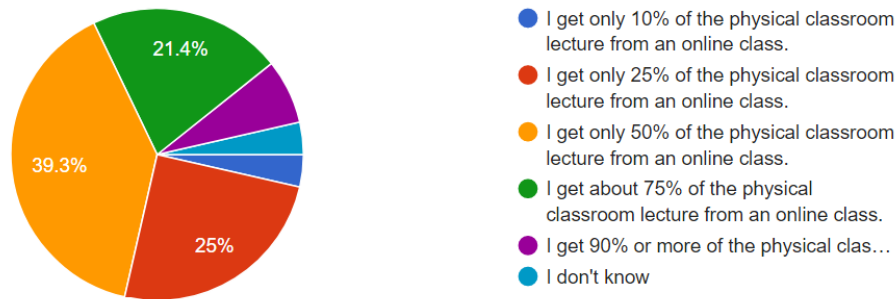 21.4%
39.3%
25%
I get only 10% of the physical classroom
lecture from an online class.
I get only 25% of the physical classroom
lecture from an online class.
I get only 50% of the physical classroom
lecture from an online class.
I get about 75% of the physical
classroom lecture from an online class.
I get 90% or more of the physical clas…
I don't know